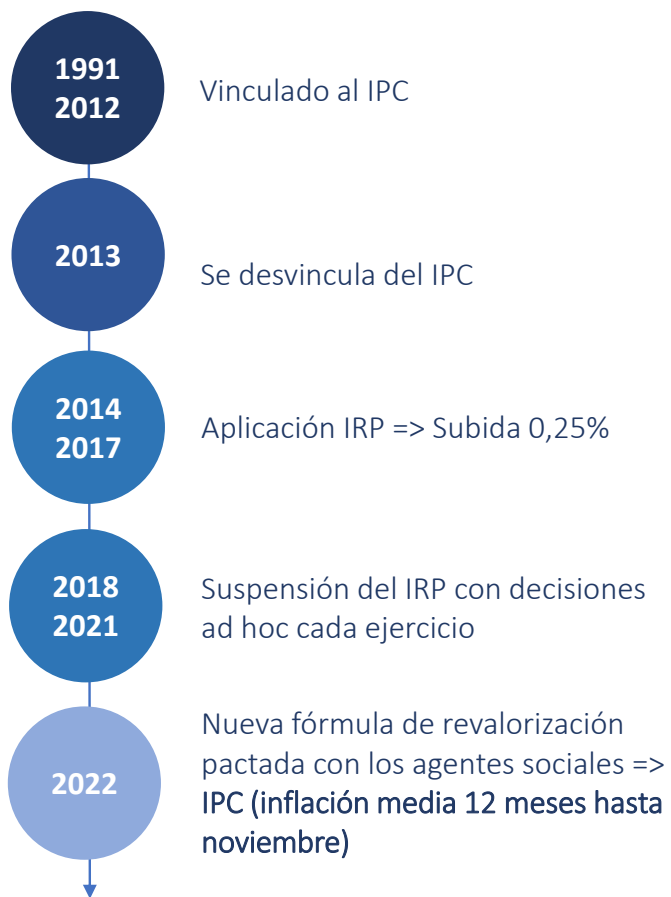 1991
2012
Vinculado al IPC
2013
Se desvincula del IPC
2014
2017
Aplicación IRP => Subida 0,25%
2018
2021
Suspensión del IRP con decisiones
ad hoc cada ejercicio
2022
Nueva fórmula de revalorización
pactada con los agentes sociales =>
IPC (inflación media 12 meses hasta
noviembre)